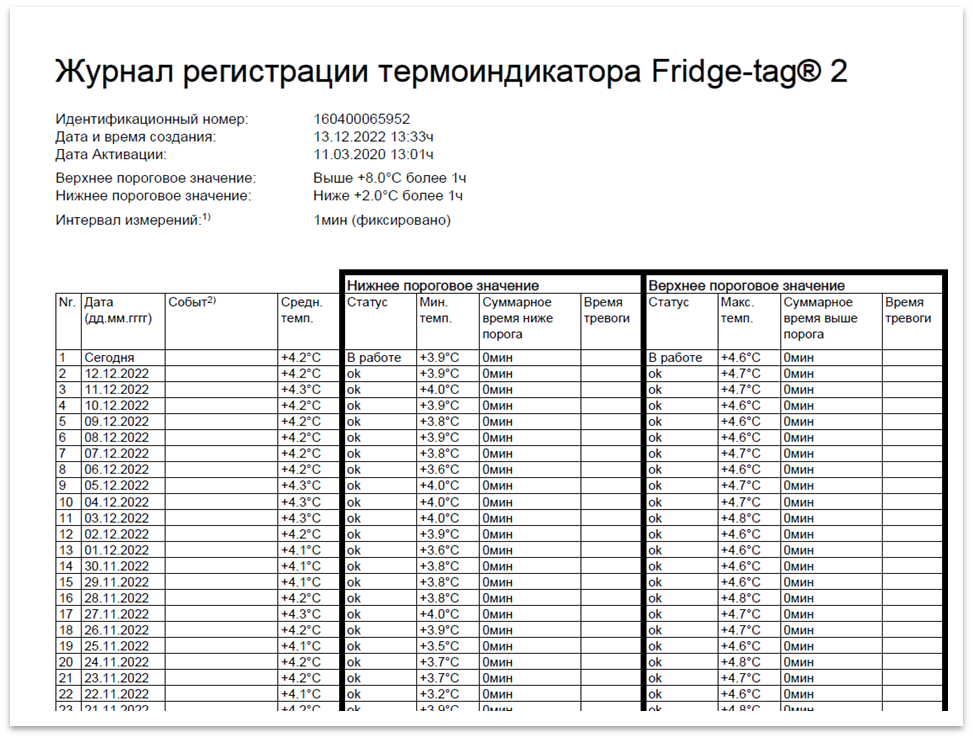 Журнал регистрации термоиндикатора Fridge-tag® 2
Идентификационный номер: 160400065952
Дата и время создания: 13.12.2022 13:33ч
Дата Активации: 11.03.2020 13:01ч
Верхнее пороговое значение: Выше +8.0°C более 1ч
Нижнее пороговое значение: Ниже +2.0°C более 1ч
Интервал измерений:1) 1мин (фиксировано)
Нижнее пороговое значение Верхнее пороговое значение
Nr. Дата Событ2) Средн. Статус Мин. Суммарное Время Статус Макс. Суммарное Время
(дд.мм.гггг) темп. темп. время ниже тревоги темп. время выше тревоги
порога порога
1 Сегодня +4.2°C В работе +3.9°C 0мин В работе +4.6°C 0мин
2 12.12.2022 +4.2°C ok +3.9°C 0мин ok +4.7°C 0мин
3 11.12.2022 +4.3°C ok +4.0°C 0мин ok +4.7°C 0мин
4 10.12.2022 +4.2°C ok +3.9°C 0мин ok +4.6°C 0мин
5 09.12.2022 +4.2°C ok +3.8°C 0мин ok +4.6°C 0мин
6 08.12.2022 +4.2°C ok +3.9°C 0мин ok +4.6°C 0мин
7 07.12.2022 +4.2°C ok +3.8°C 0мин ok +4.7°C 0мин
8 06.12.2022 +4.2°C ok +3.6°C 0мин ok +4.6°C 0мин
9 05.12.2022 +4.3°C ok +4.0°C 0мин ok +4.7°C 0мин
10 04.12.2022 +4.3°C ok +4.0°C 0мин ok +4.7°C 0мин
11 03.12.2022 +4.3°C ok +4.0°C 0мин ok +4.8°C 0мин
12 02.12.2022 +4.2°C ok +3.9°C 0мин ok +4.6°C 0мин
13 01.12.2022 +4.1°C ok +3.6°C 0мин ok +4.6°C 0мин
14 30.11.2022 +4.1°C ok +3.8°C 0мин ok +4.6°C 0мин
15 29.11.2022 +4.1°C ok +3.8°C 0мин ok +4.6°C 0мин
16 28.11.2022 +4.2°C ok +3.8°C 0мин ok +4.8°C 0мин
17 27.11.2022 +4.3°C ok +4.0°C 0мин ok +4.7°C 0мин
18 26.11.2022 +4.2°C ok +3.9°C 0мин ok +4.7°C 0мин
19 25.11.2022 +4.1°C ok +3.5°C 0мин ok +4.6°C 0мин
20 24.11.2022 +4.2°C ok +3.7°C 0мин ok +4.8°C 0мин
21 23.11.2022 +4.2°C ok +3.7°C 0мин ok +4.7°C 0мин
22 22.11.2022 +4.1°C ok +3.2°C 0мин ok +4.6°C 0мин
23 21.11.2022 +4.2°C ok +3.9°C 0мин ok +4.8°C 0мин